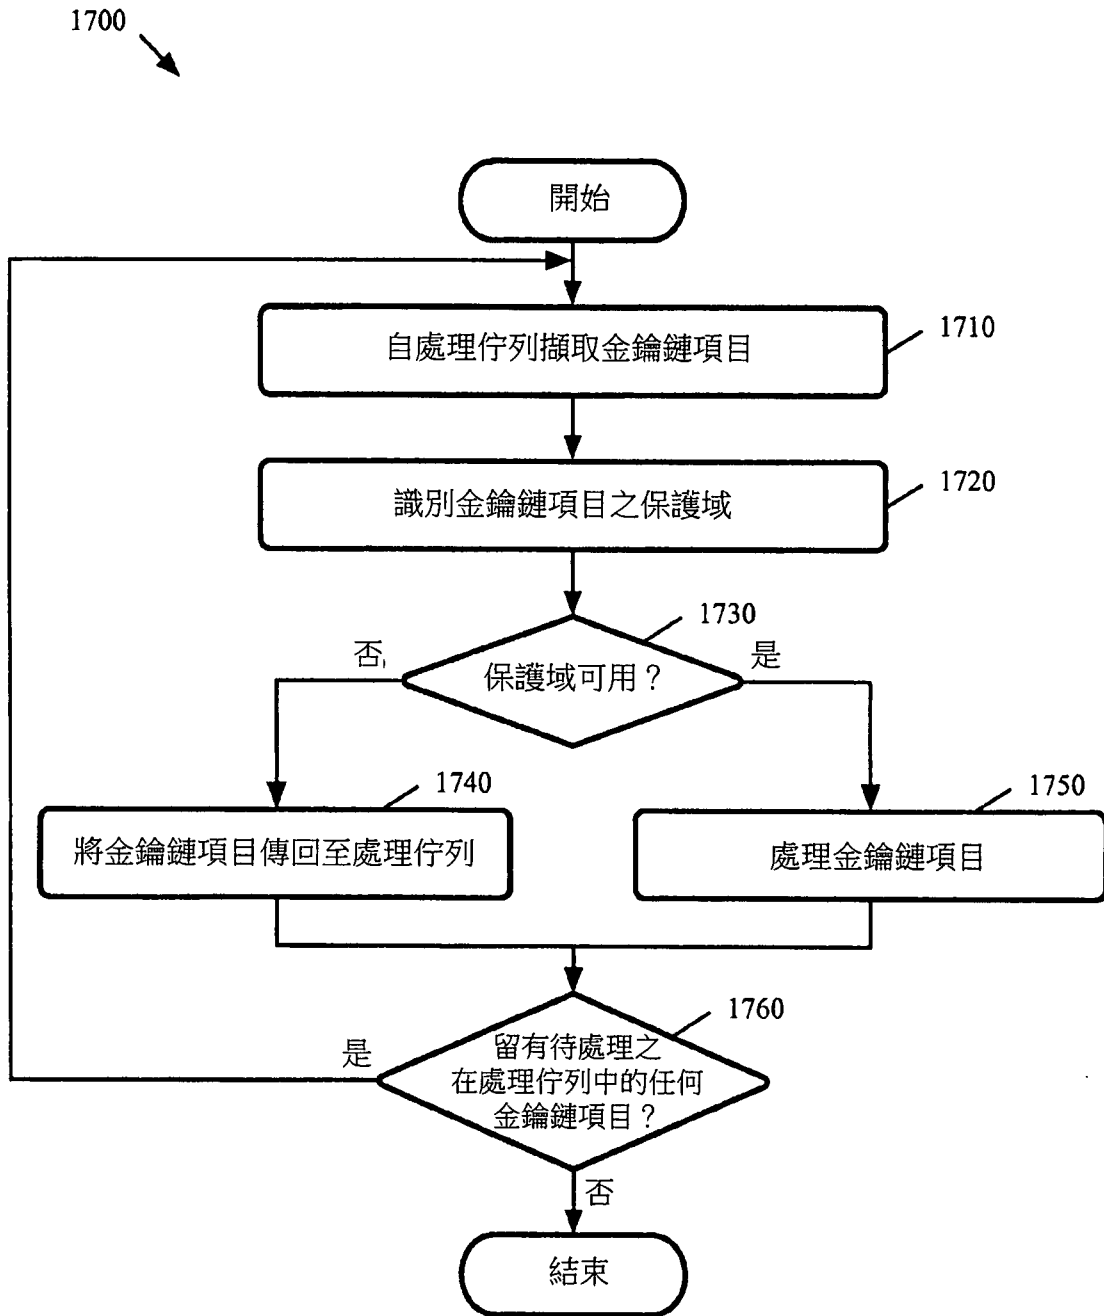 1700
開始
自處理佇列擷取金鑰鏈項目
1710
識別金鑰鏈項目之保護域
1720
1730
否
保護域可用？
是
1740
將金鑰鏈項目傳回至處理佇列
1750
處理金鑰鏈項目
1760
是
留有待處理之
在處理佇列中的任何
金鑰鏈項目？
否
結束